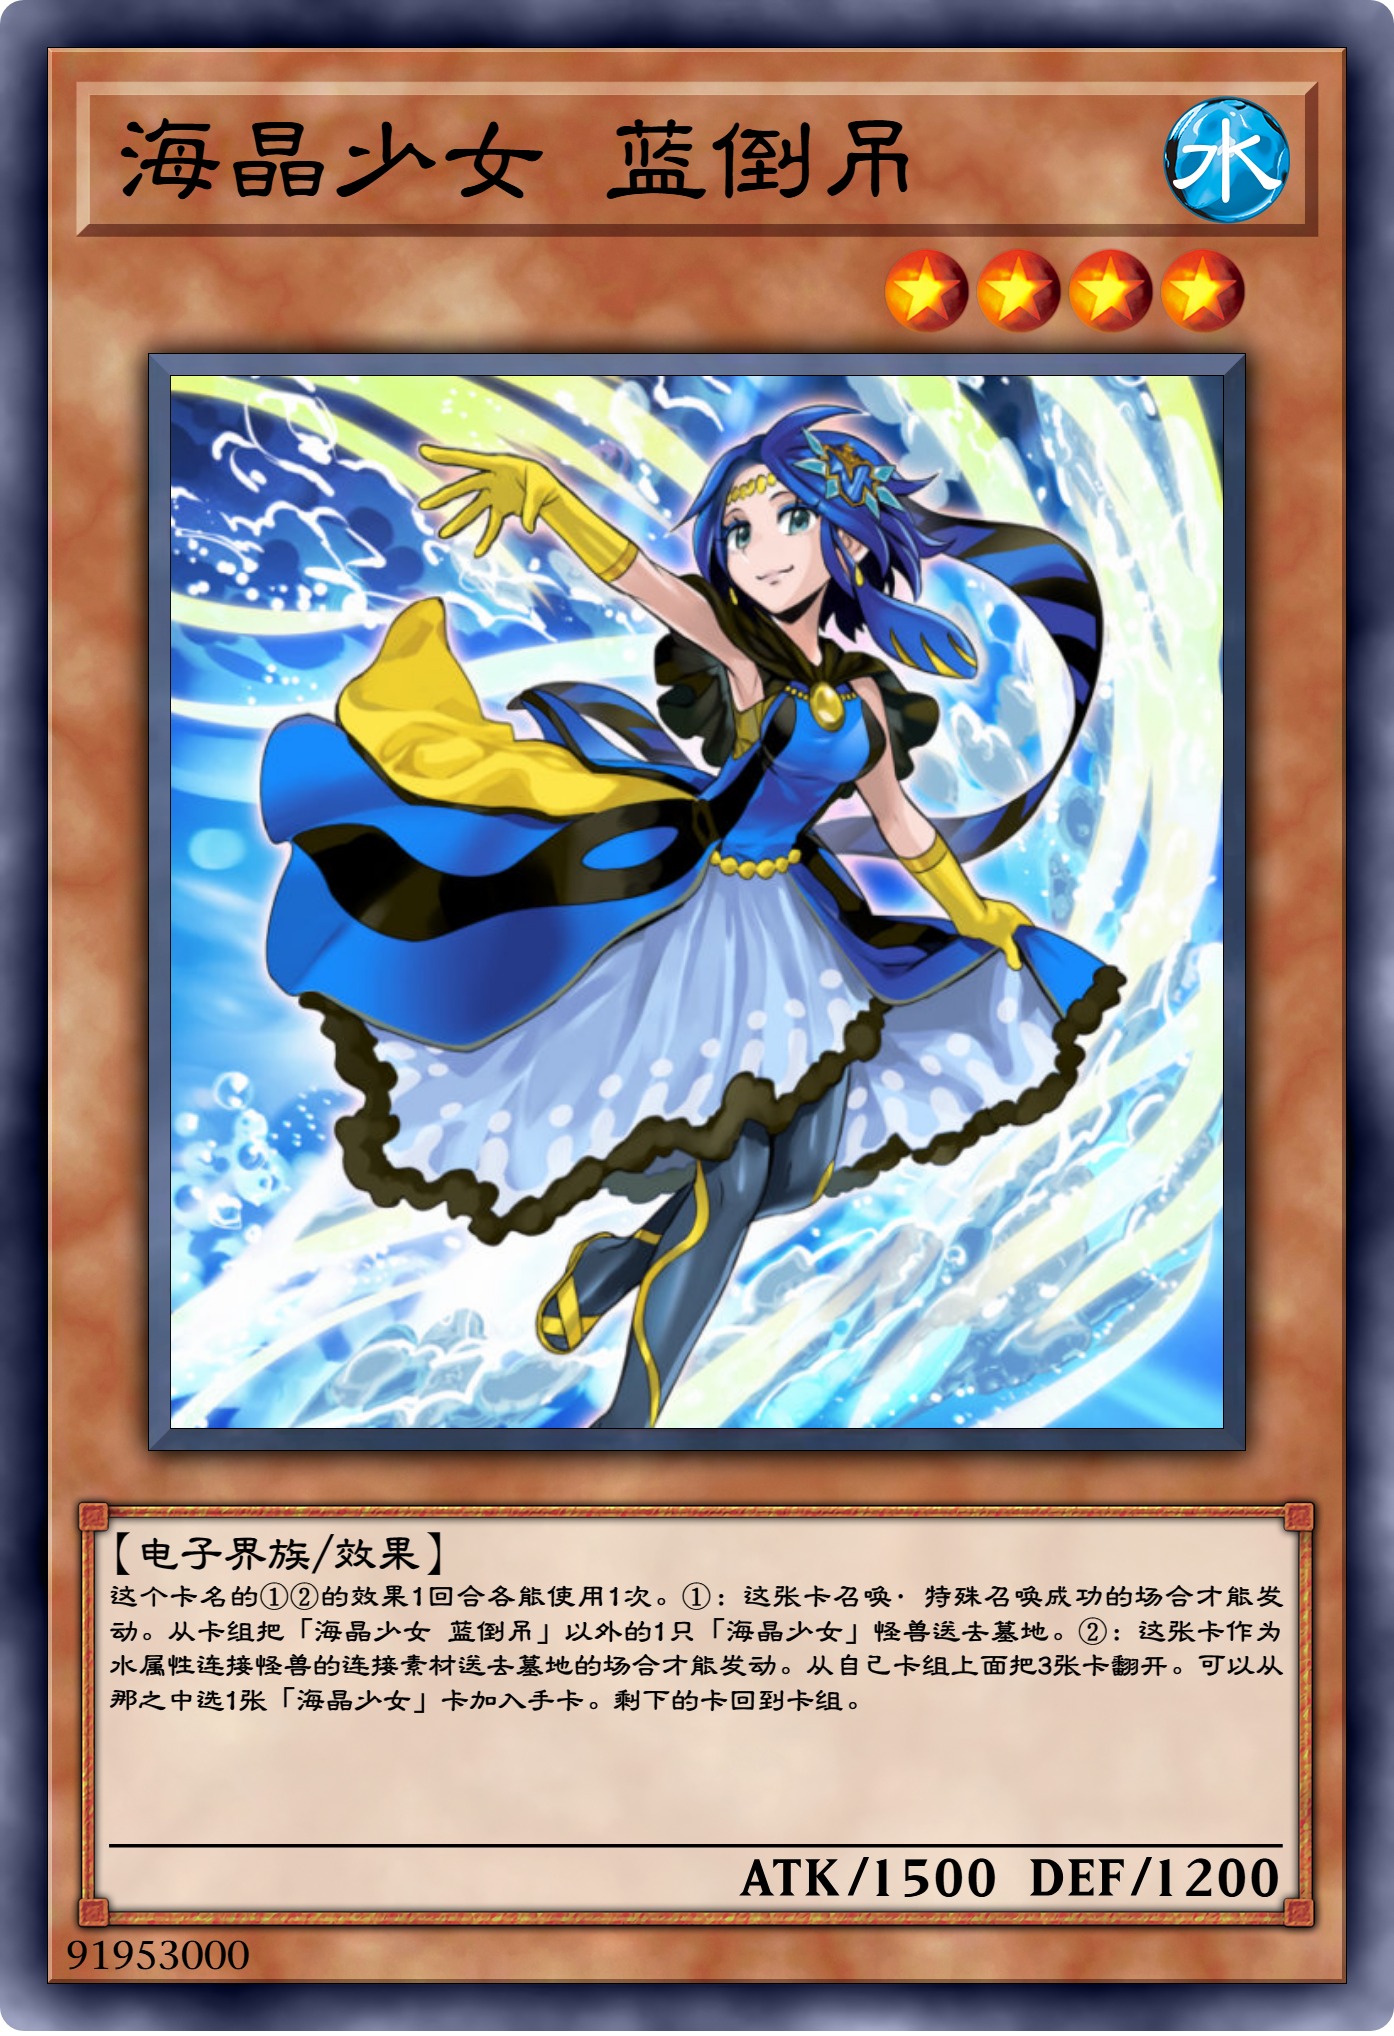 海晶少女 蓝倒吊
水
【电子界族/效果】
这个卡名的①②的效果1回合各能使用1次。①：这张卡召唤·特殊召唤成功的场合才能发
动。从卡组把「海晶少女 蓝倒吊」以外的1只「海晶少女」怪兽送去墓地。②：这张卡作为
水属性连接怪兽的连接素材送去墓地的场合才能发动。从自己卡组上面把3张卡翻开。可以从
那之中选1张「海晶少女」卡加入手卡。剩下的卡回到卡组。
ATK/1500 DEF/1200
91953000